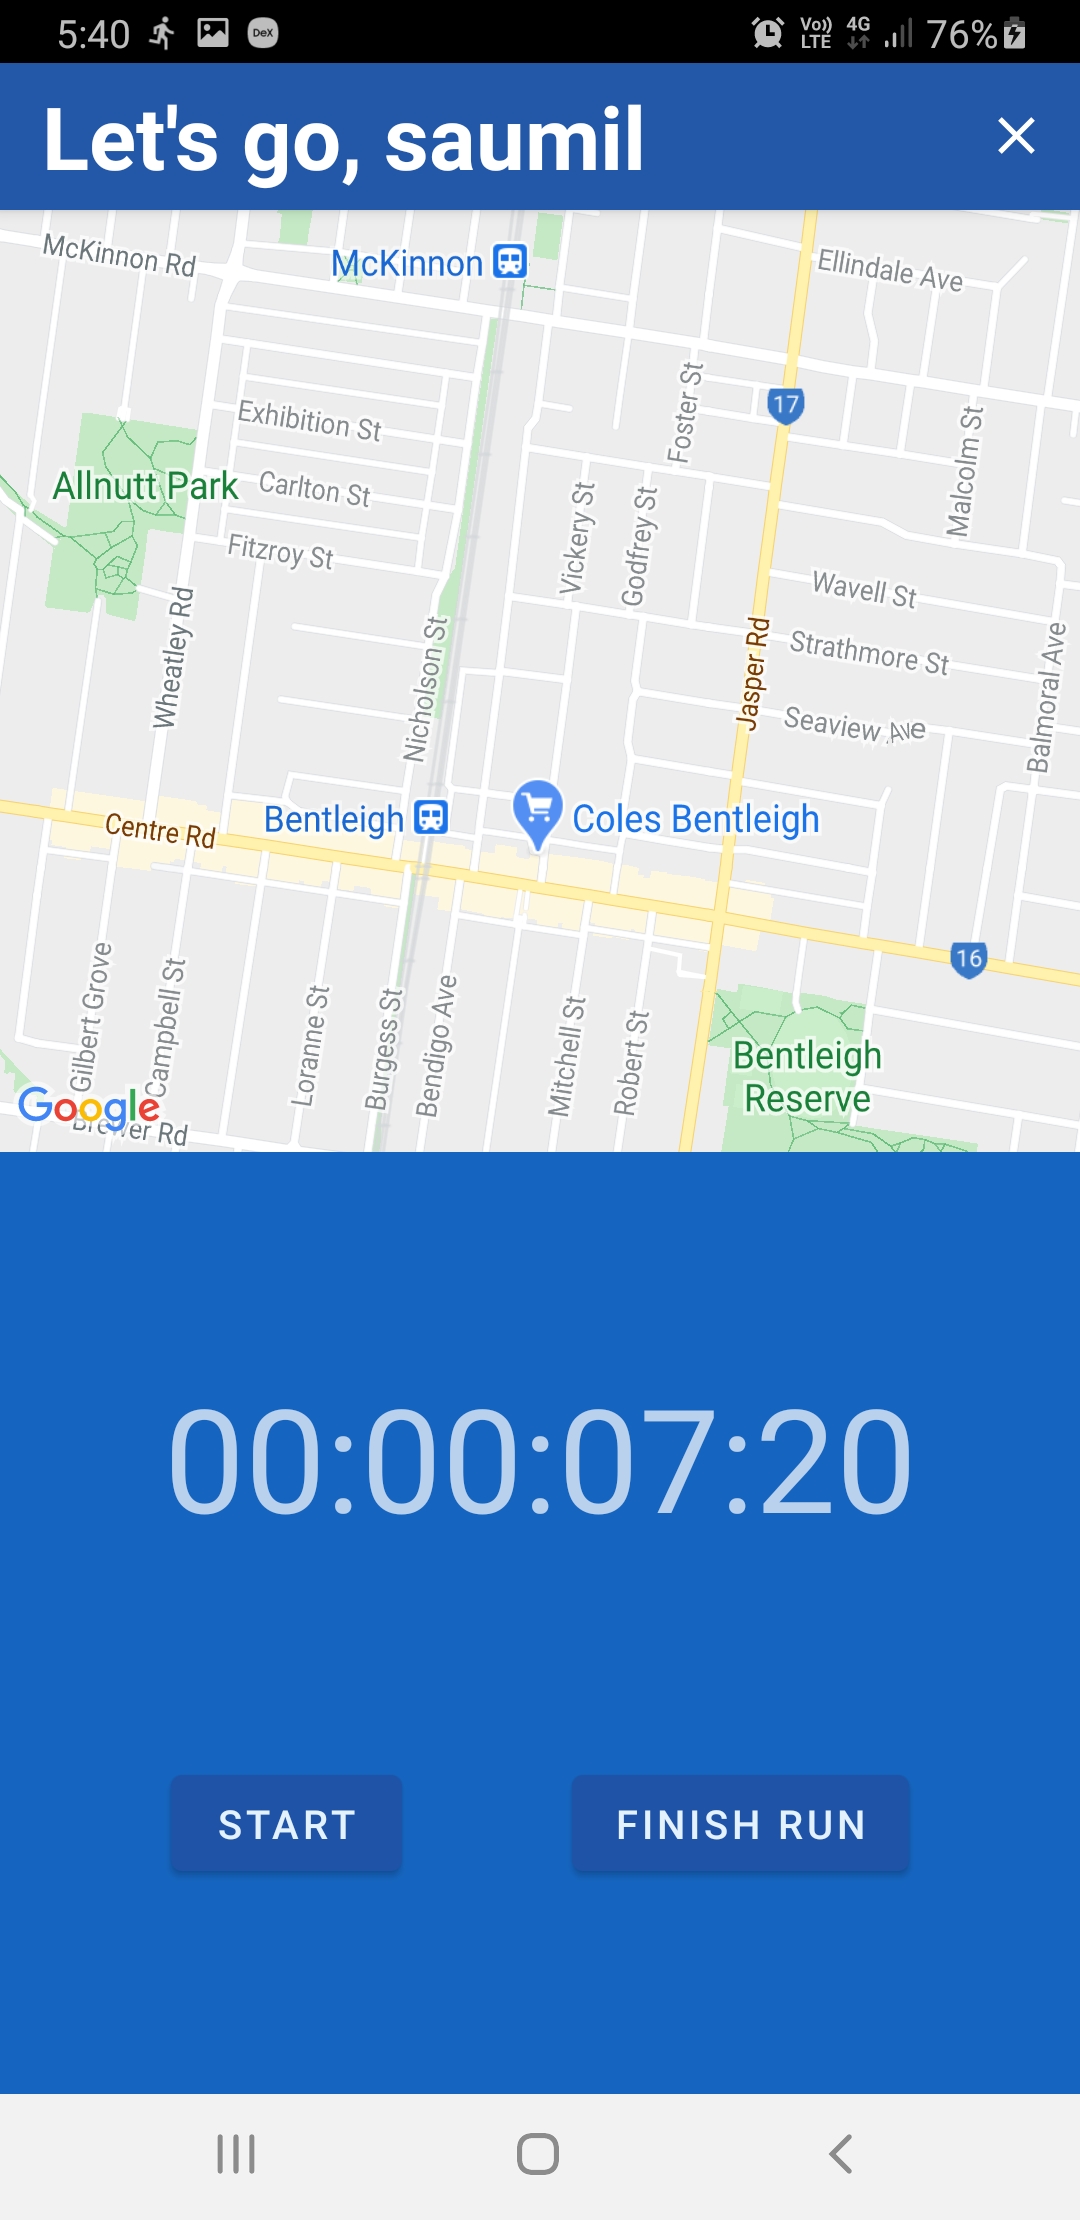 5:40 DeX Vo)) LTE 4G 76%
Let's go, saumil
McKinnon Rd
McKinnon
Ellindale Ave
17
Foster St
Exhibition St
Malcolm St
Allnutt Park
Carlton St
Vickery St
Godfrey St
Fitzroy St
Wavell St
Wheatley Rd
Nicholson St
Jasper Rd
Strathmore St
Balmoral Ave
Seaview Ave
Bentleigh
Coles Bentleigh
Centre Rd
16
Gilbert Grove
Campbell St
Loranne St
Burgess St
Bendigo Ave
Mitchell St
Robert St
Bentleigh
Reserve
Google
Brewer Rd
00:00:07:20
START
FINISH RUN